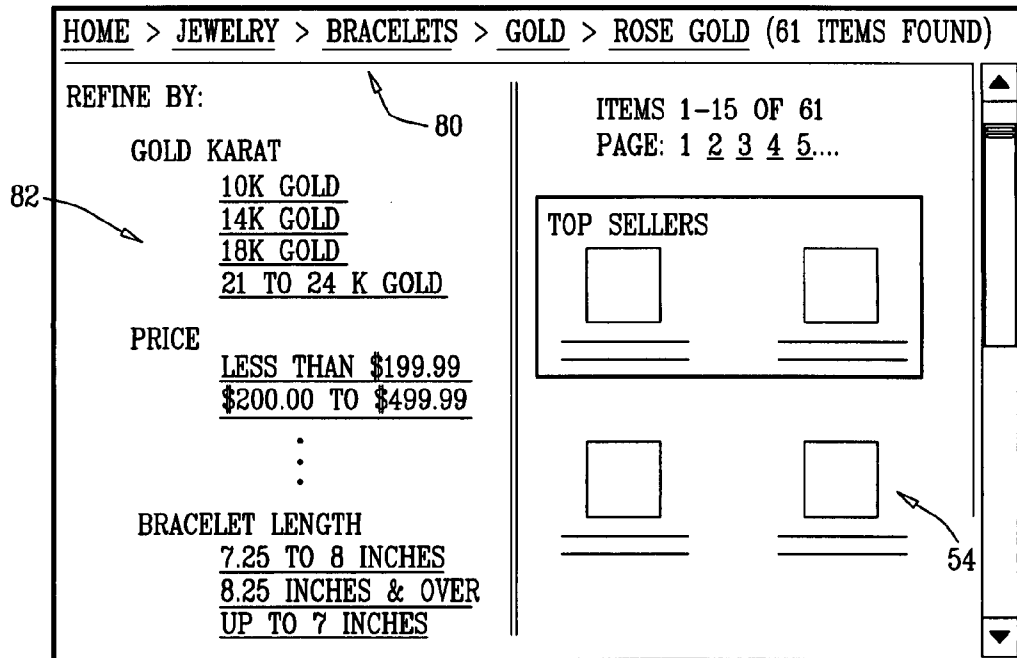 HOME > JEWELRY > BRACELETS > GOLD > ROSE GOLD (61 ITEMS FOUND)
80
REFINE BY:
82
GOLD KARAT
10K GOLD
14K GOLD
18K GOLD
21 TO 24 K GOLD
PRICE
LESS THAN $199.99
$200.00 TO $499.99
BRACELET LENGTH
7.25 TO 8 INCHES
8.25 INCHES & OVER
UP TO 7 INCHES
ITEMS 1-15 OF 61
PAGE: 1 2 3 4 5....
TOP SELLERS
54